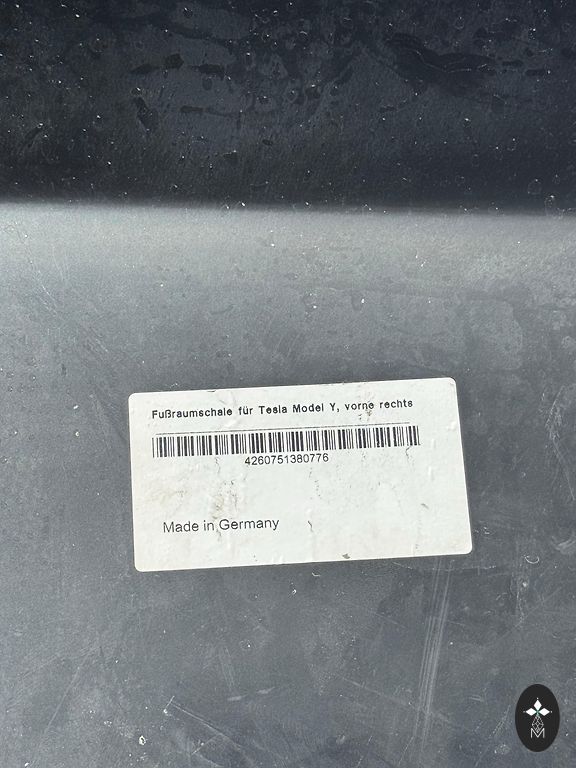 Fußraumschale für Tesla Model Y, vorne rechts
4260751380776
Made in Germany
M